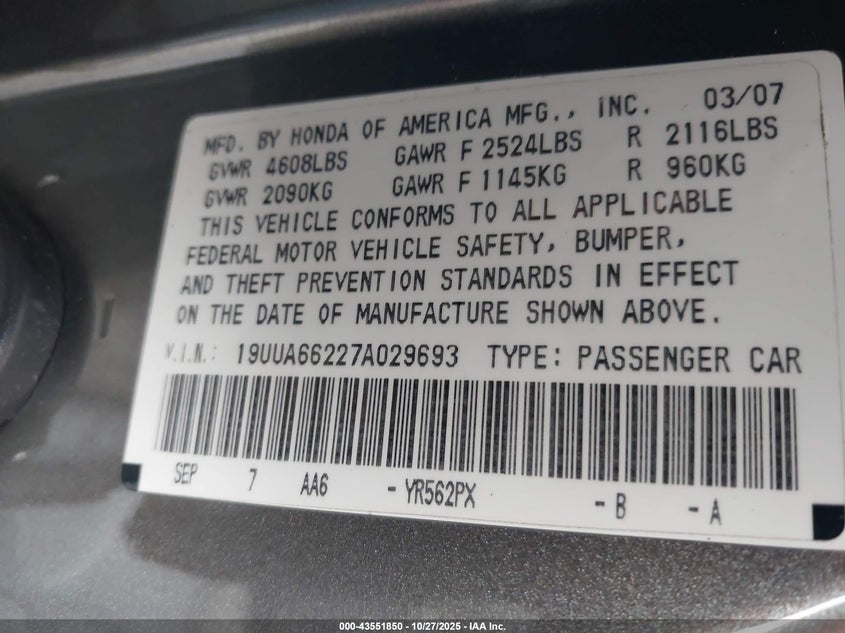 MFD. BY HONDA OF AMERICA MFG., INC. 03/07
GVWR 4608LBS GAWR F 2524LBS R 2116LBS
GVWR 2090KG GAWR F 1145KG R 960KG
THIS VEHICLE CONFORMS TO ALL APPLICABLE
FEDERAL MOTOR VEHICLE SAFETY, BUMPER,
AND THEFT PREVENTION STANDARDS IN EFFECT
ON THE DATE OF MANUFACTURE SHOWN ABOVE.
V.I.N.: 19UUA66227A029693 TYPE: PASSENGER CAR
SEP 7 AA6 -YR562PX -B -A
000-43551850 | 10/27/2025 - IAA Inc.